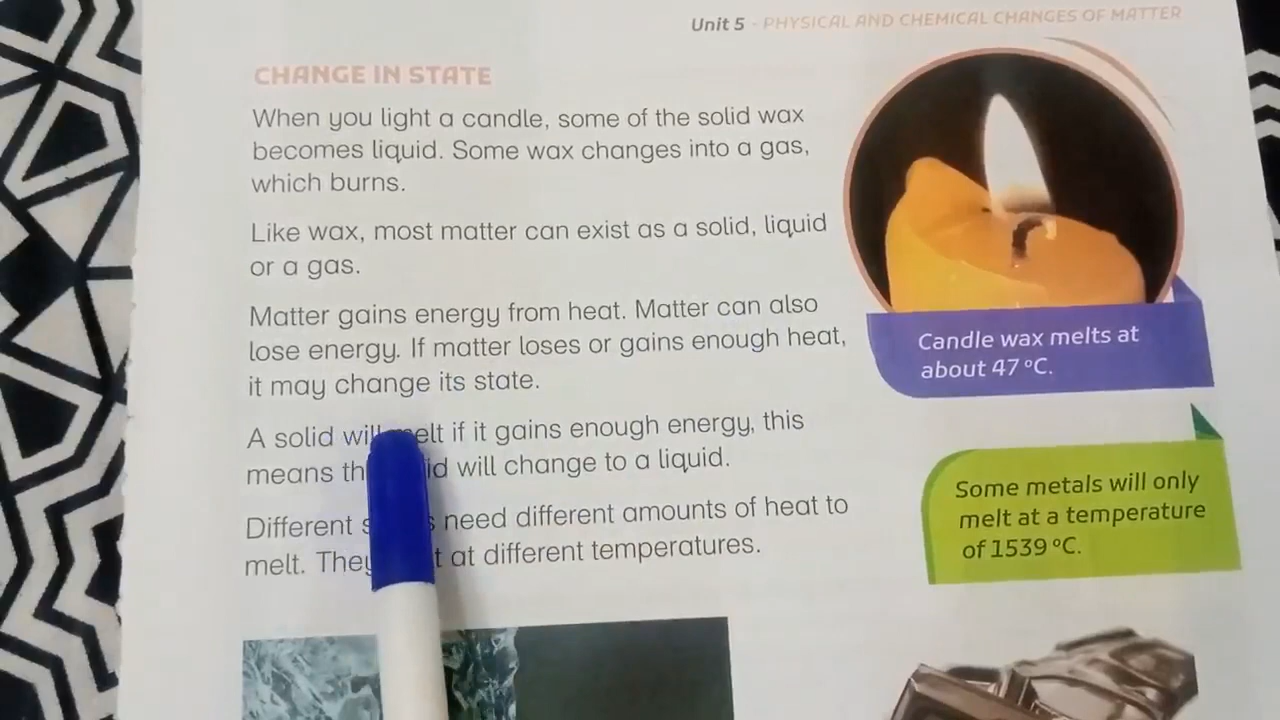 Unit 5 - PHYSICAL AND CHEMICAL CHANGES OF MATTER
CHANGE IN STATE
When you light a candle, some of the solid wax
becomes liquid. Some wax changes into a gas,
which burns.
Like wax, most matter can exist as a solid, liquid
or a gas.
Matter gains energy from heat. Matter can also
lose energy. If matter loses or gains enough heat,
it may change its state.
A solid will melt if it gains enough energy, this
means will change to a liquid.
Different need different amounts of heat to
melt. They at different temperatures.
Candle wax melts at
about 47 ºC.
Some metals will only
melt at a temperature
of 1539 ºC.